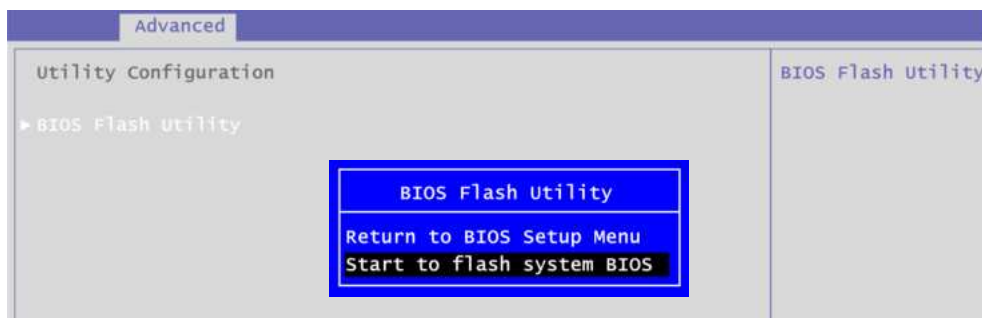 Advanced
Utility Configuration
BIOS Flash Utility
BIOS Flash Utility
BIOS Flash Utility
Return to BIOS Setup Menu
Start to flash system BIOS